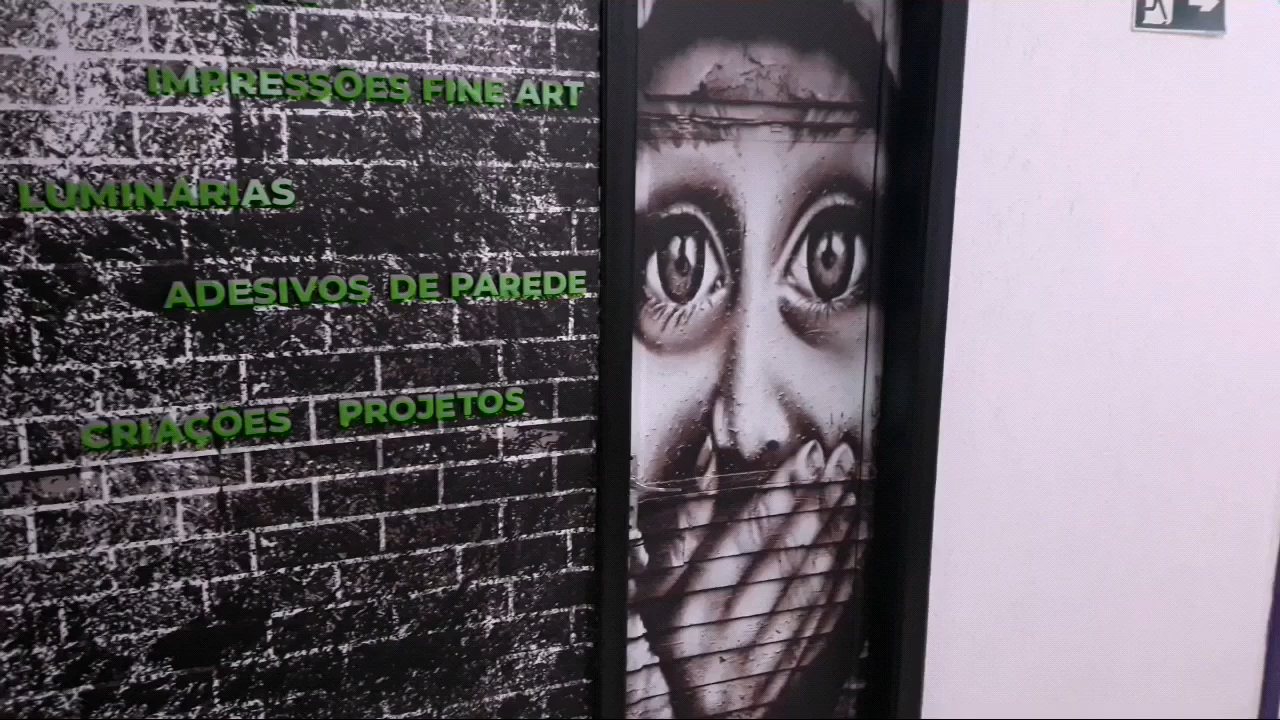 IMPRESSÕES FINE ART
LUMINÁRIAS
ADESIVOS DE PAREDE
CRIAÇÕES PROJETOS